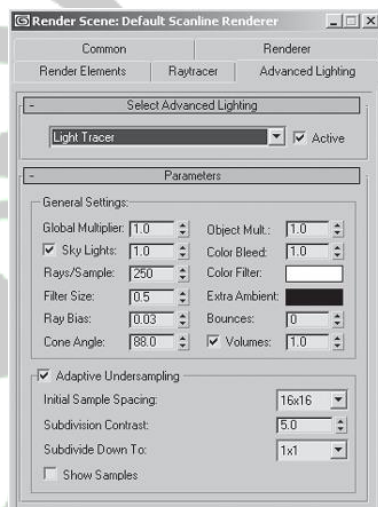 Render Scene: Default Scanline Renderer
Common Renderer
Render Elements Raytracer Advanced Lighting
- Select Advanced Lighting
Light Tracer Active
- Parameters
General Settings:
Global Multiplier: 1.0 Object Mult.: 1.0
Sky Lights: 1.0 Color Bleed: 1.0
Rays/Sample: 250 Color Filter:
Filter Size: 0.5 Extra Ambient:
Ray Bias: 0.03 Bounces: 0
Cone Angle: 88.0 Volumes: 1.0
Adaptive Undersampling
Initial Sample Spacing: 16x16
Subdivision Contrast: 5.0
Subdivide Down To: 1x1
Show Samples